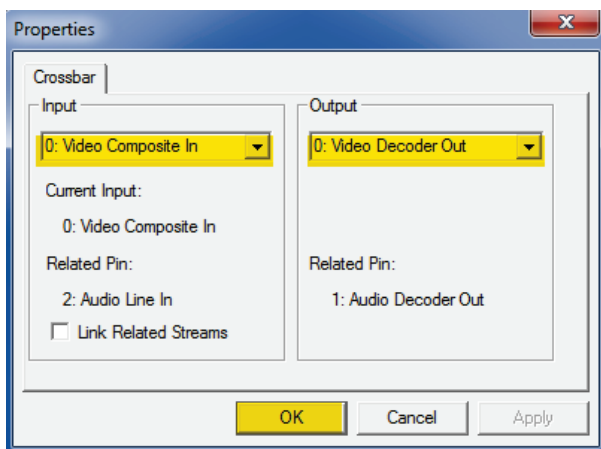 Properties
Crossbar
Input
0: Video Composite In
Current Input:
0: Video Composite In
Related Pin:
2: Audio Line In
Link Related Streams
Output
0: Video Decoder Out
Related Pin:
1: Audio Decoder Out
OK
Cancel
Apply